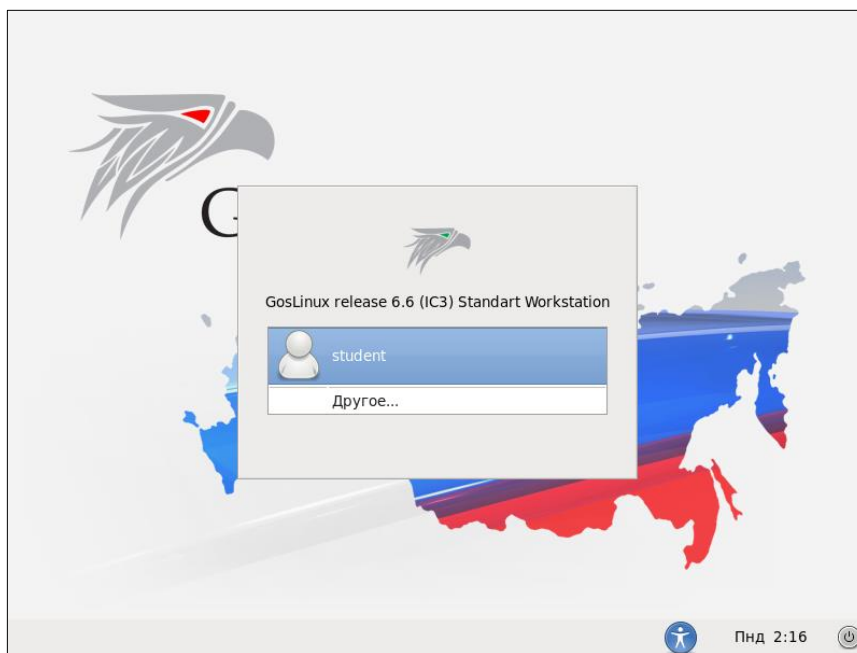 G
GosLinux release 6.6 (IC3) Standart Workstation
student
Другое...
Пнд 2:16